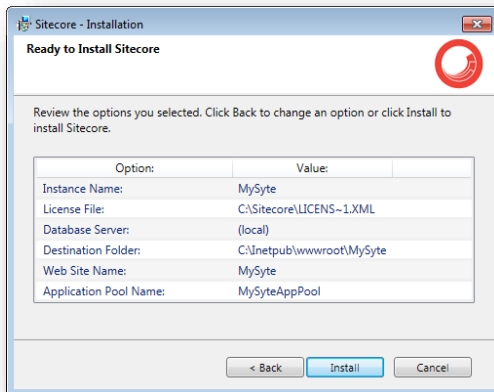 Sitecore - Installation
Ready to Install Sitecore
Review the options you selected. Click Back to change an option or click Install to
install Sitecore.
Option: Value:
Instance Name: MySyte
License File: C:\Sitecore\LICENS~1.XML
Database Server: (local)
Destination Folder: C:\Inetpub\wwwroot\MySyte
Web Site Name: MySyte
Application Pool Name: MySyteAppPool
< Back Install Cancel